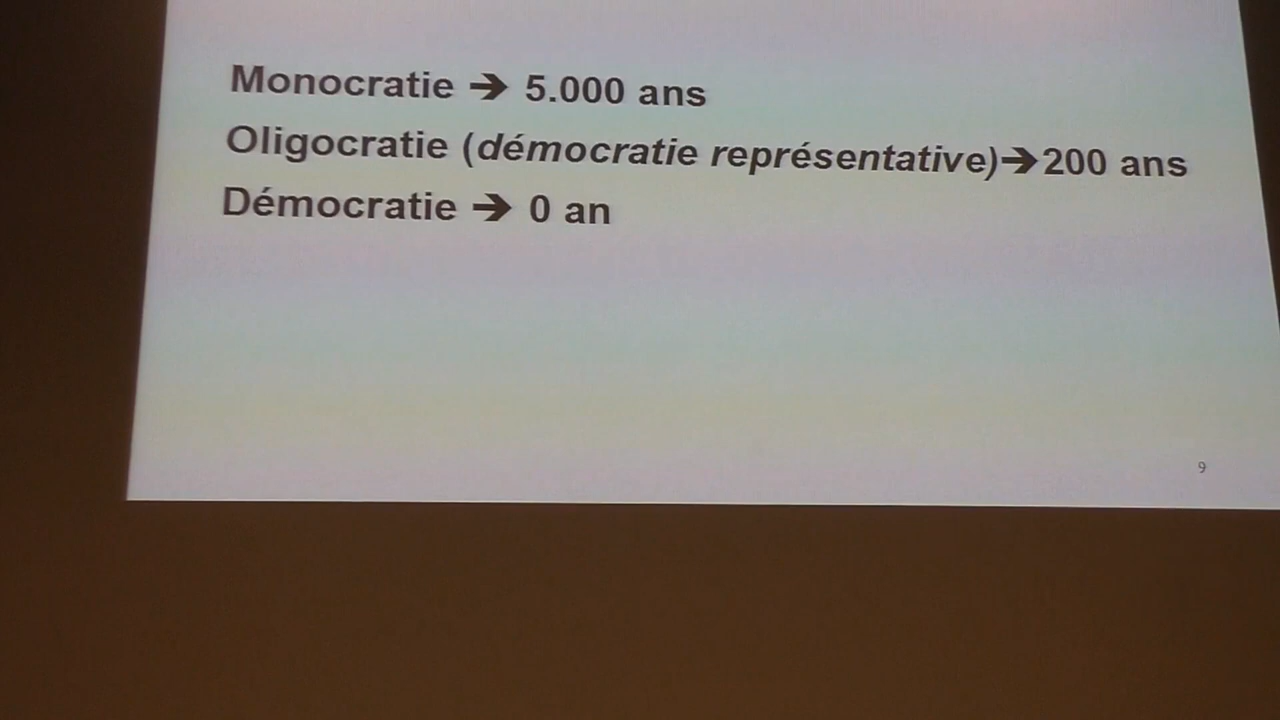 Monocratie ➔ 5.000 ans
Oligocratie (démocratie représentative)➔200 ans
Démocratie ➔ 0 an
9